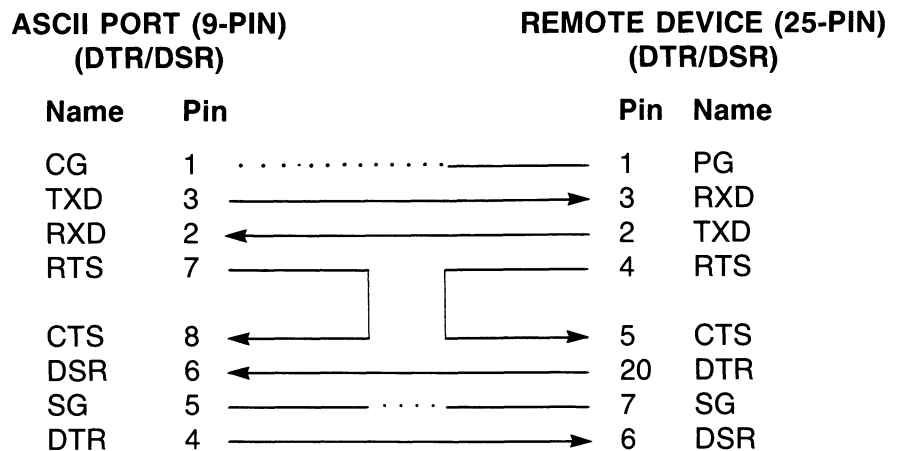 ASCII PORT (9-PIN) REMOTE DEVICE (25-PIN)
(DTR/DSR) (DTR/DSR)
Name Pin Pin Name
CG 1 1 PG
TXD 3 3 RXD
RXD 2 2 TXD
RTS 7 4 RTS
CTS 8 5 CTS
DSR 6 20 DTR
SG 5 7 SG
DTR 4 6 DSR